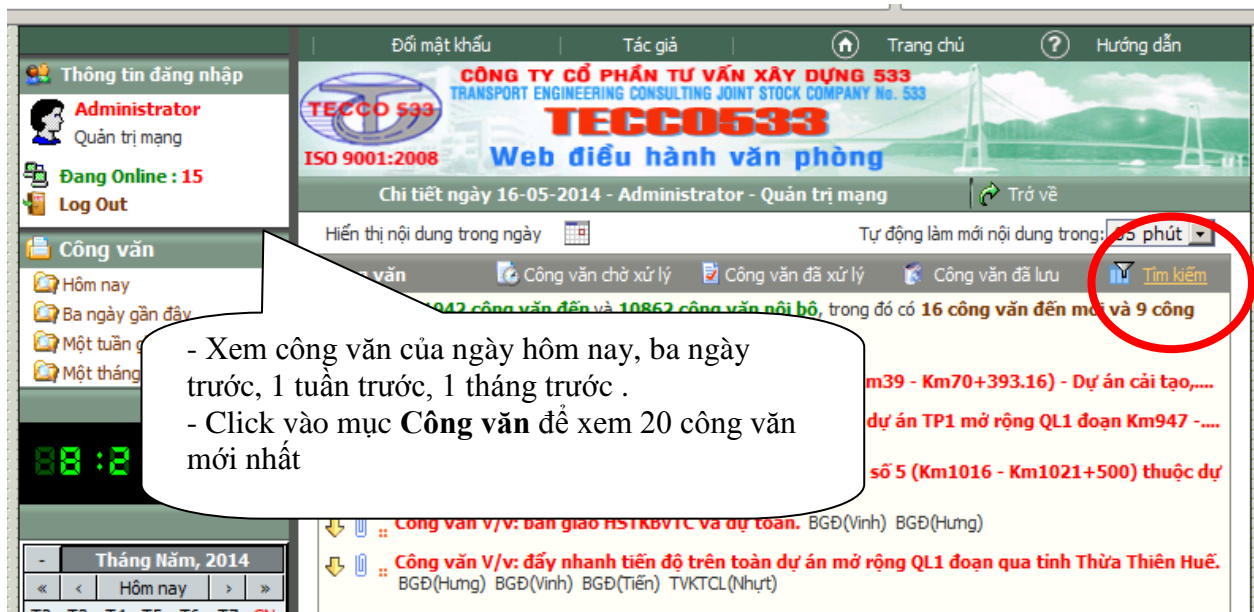 Đổi mật khẩu
Tác giả
Trang chủ
Hướng dẫn
Thông tin đăng nhập
Administrator
Quản trị mạng
Đang Online : 15
Log Out
CÔNG TY CỔ PHẦN TƯ VẤN XÂY DỰNG 533
TRANSPORT ENGINEERING CONSULTING JOINT STOCK COMPANY No. 533
TECCO 533
TECCO533
ISO 9001:2008
Web điều hành văn phòng
Chi tiết ngày 16-05-2014 - Administrator - Quản trị mạng
Trở về
Hiển thị nội dung trong ngày
Tự động làm mới nội dung trong: 05 phút
Công văn
Hôm nay
Ba ngày gần đây
Một tuần
Một tháng
văn
Công văn chờ xử lý
Công văn đã xử lý
Công văn đã lưu
Tìm kiếm
công văn đến và 10862 công văn nội bộ, trong đó có 16 công văn đến mới và 9 công
- Xem công văn của ngày hôm nay, ba ngày
trước, 1 tuần trước, 1 tháng trước .
- Click vào mục Công văn để xem 20 công văn
mới nhất
- Km70+393.16) - Dự án cải tạo,....
dự án TP1 mở rộng QL1 đoạn Km947 -....
số 5 (Km1016 - Km1021+500) thuộc dự
Công văn V/v: bàn giao HSTKBVTC và dự toán. BGĐ(Vinh) BGĐ(Hưng)
Công văn V/v: đẩy nhanh tiến độ trên toàn dự án mở rộng QL1 đoạn qua tỉnh Thừa Thiên Huế.
BGĐ(Hưng) BGĐ(Vinh) BGĐ(Tiến) TVKTCL(Nhựt)
- Tháng Năm, 2014
« ‹ Hôm nay › »